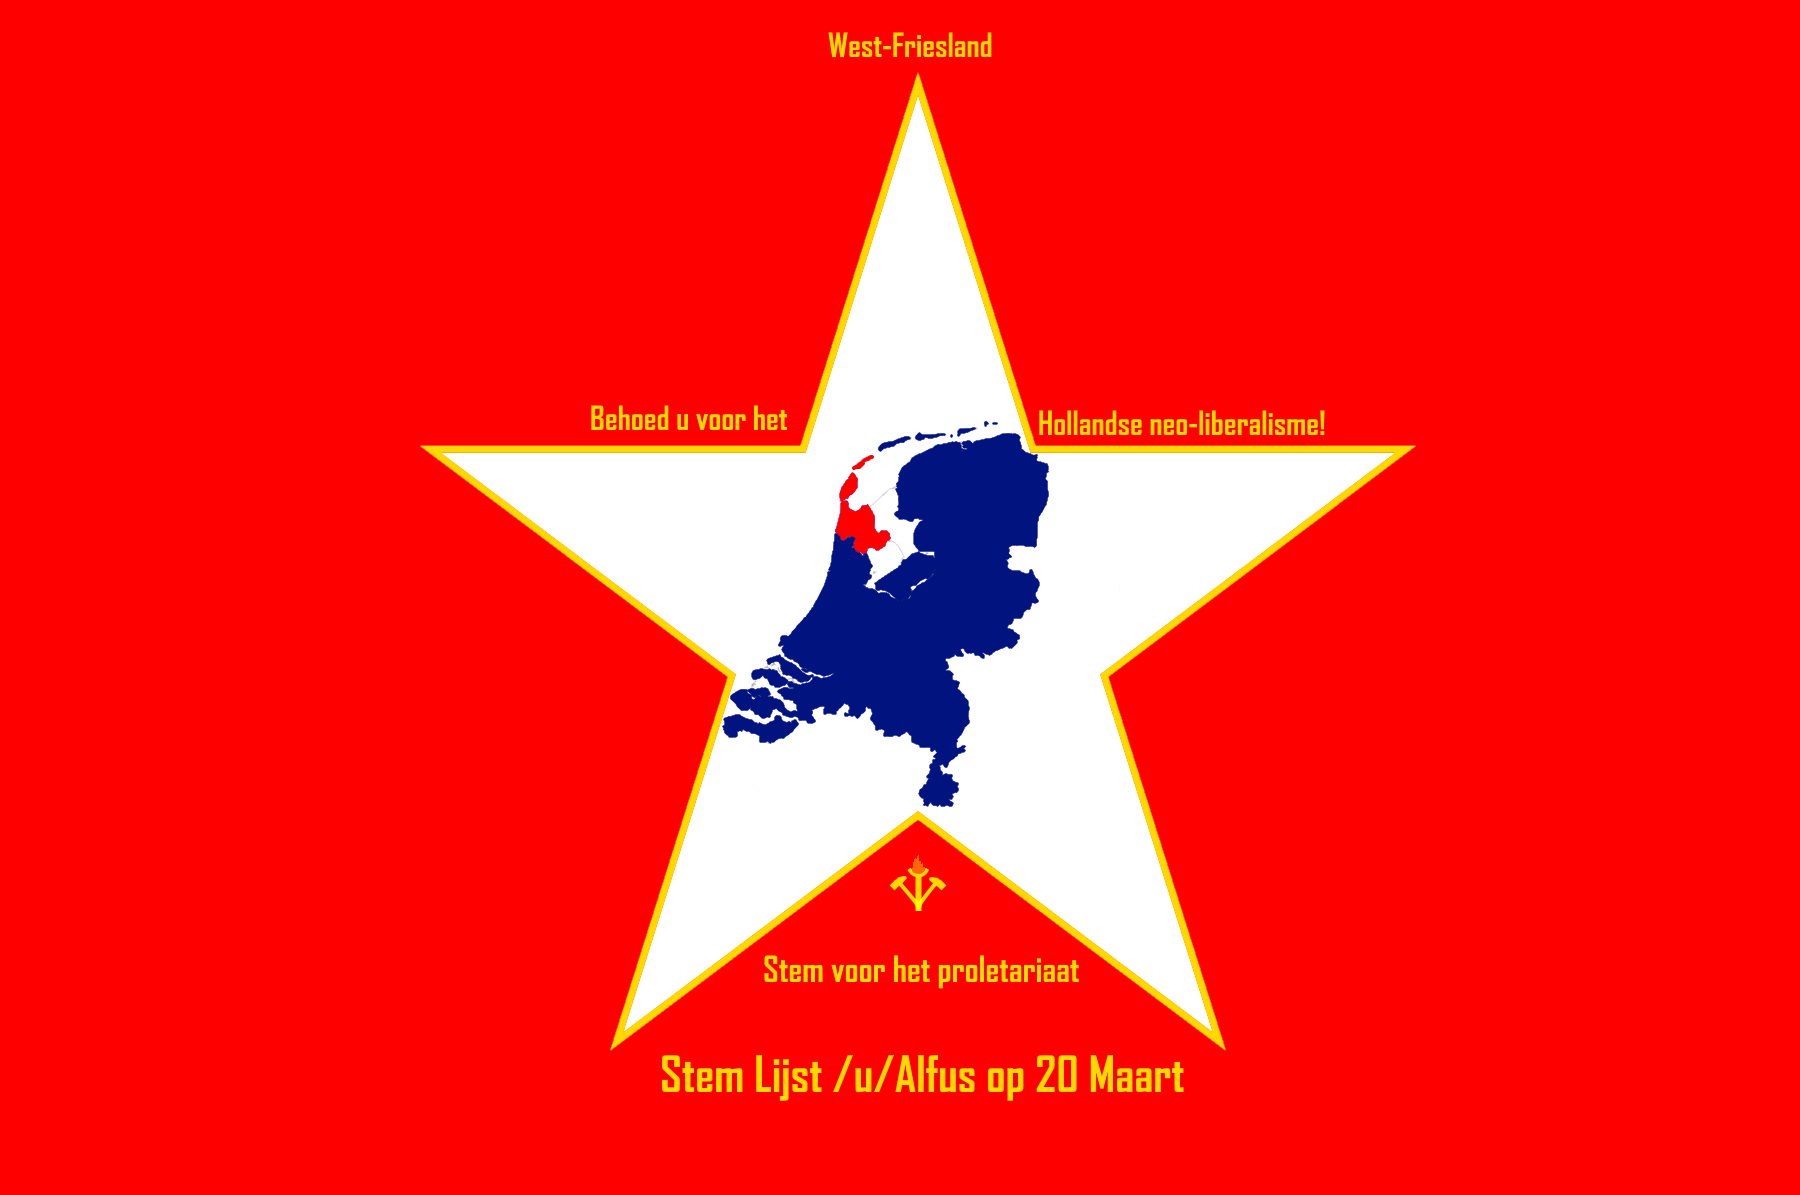 West-Friesland
Behoed u voor het
Hollandse neo-liberalisme!
Stem voor het proletariaat
Stem Lijst /u/Alfus op 20 Maart